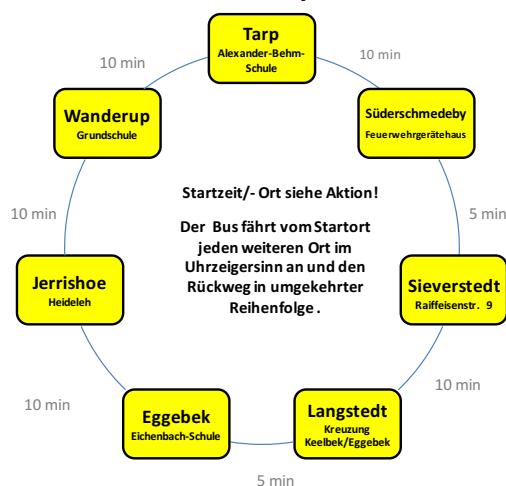 Tarp
Alexander-Behm-
Schule
10 min
10 min
Wanderup
Grundschule
Süderschmedeby
Feuerwehrgerätehaus
Startzeit/- Ort siehe Aktion!
10 min
5 min
Der Bus fährt vom Startort
jeden weiteren Ort im
Uhrzeigersinn an und den
Rückweg in umgekehrter
Reihenfolge .
Jerrishoe
Heideleh
Sieverstedt
Raiffeisenstr. 9
10 min
10 min
Eggebek
Eichenbach-Schule
Langstedt
Kreuzung
Keelbek/Eggebek
5 min